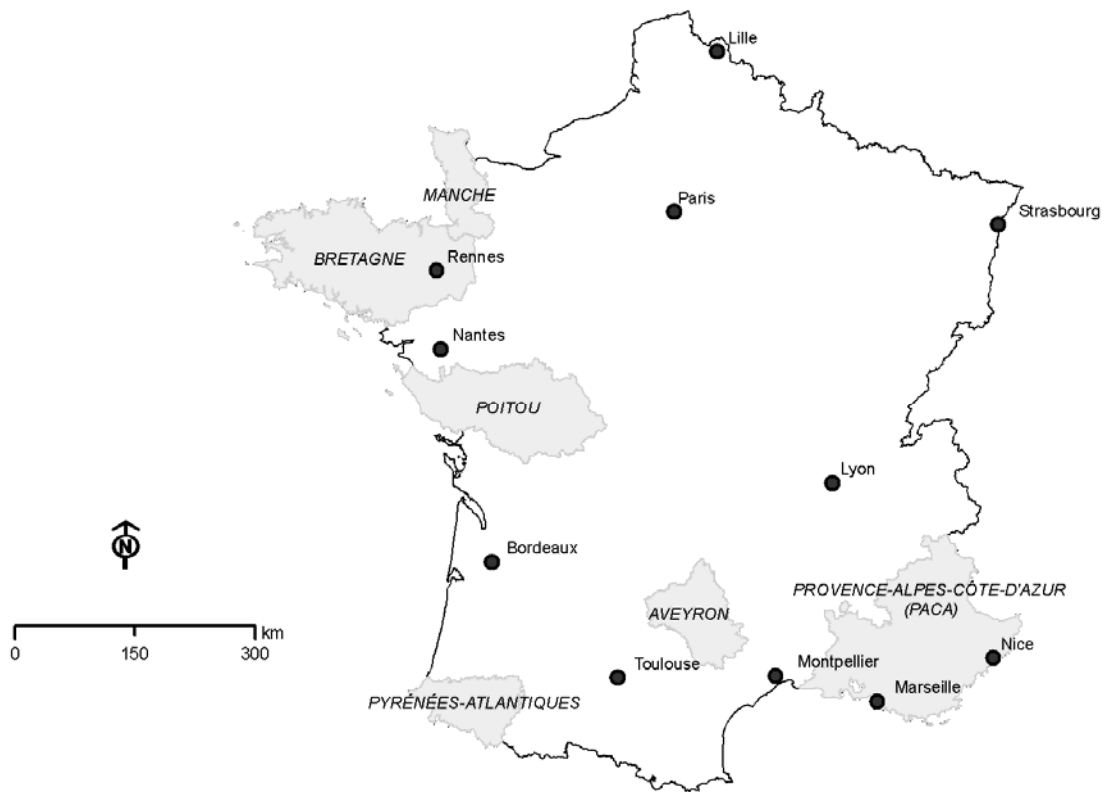 Lille
MANCHE
Paris
Strasbourg
BRETAGNE
Rennes
Nantes
POITOU
Lyon
N
Bordeaux
PROVENCE-ALPES-CÔTE-D'AZUR
(PACA)
AVEYRON
km
0 150 300
Nice
Toulouse
Montpellier
Marseille
PYRÉNÉES-ATLANTIQUES